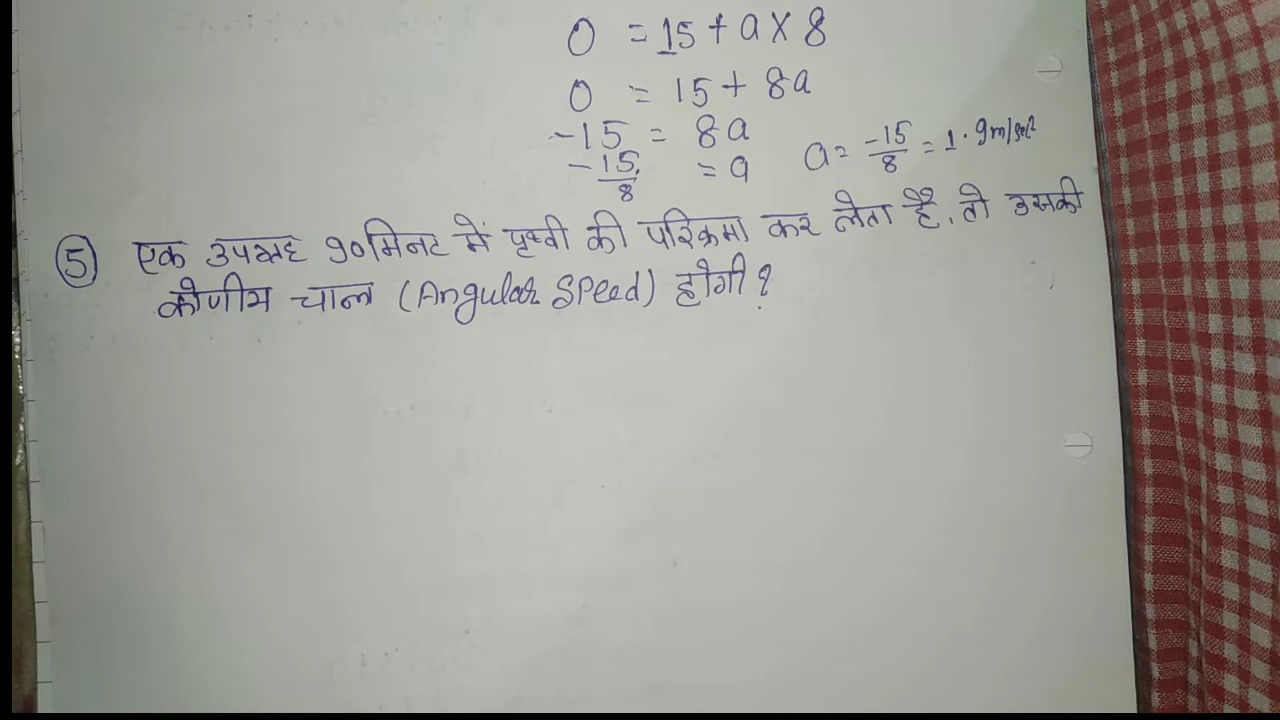 0 = 15 + a × 8
0 = 15 + 8a
-15 = 8a
-15/8 = a a = -15/8 = 1.9m/sec²
⑤ एक उपग्रह 90मिनट में पृथ्वी की परिक्रमा कर लेता है, तो उसकी
कोणीय चाल (Angular Speed) होगी?